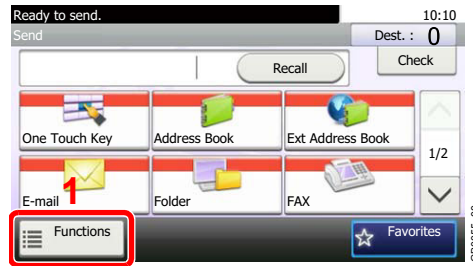 Ready to send.
10:10
Send
Dest. : 0
Recall
Check
One Touch Key
Address Book
Ext Address Book
1/2
E-mail
Folder
FAX
1
Functions
Favorites